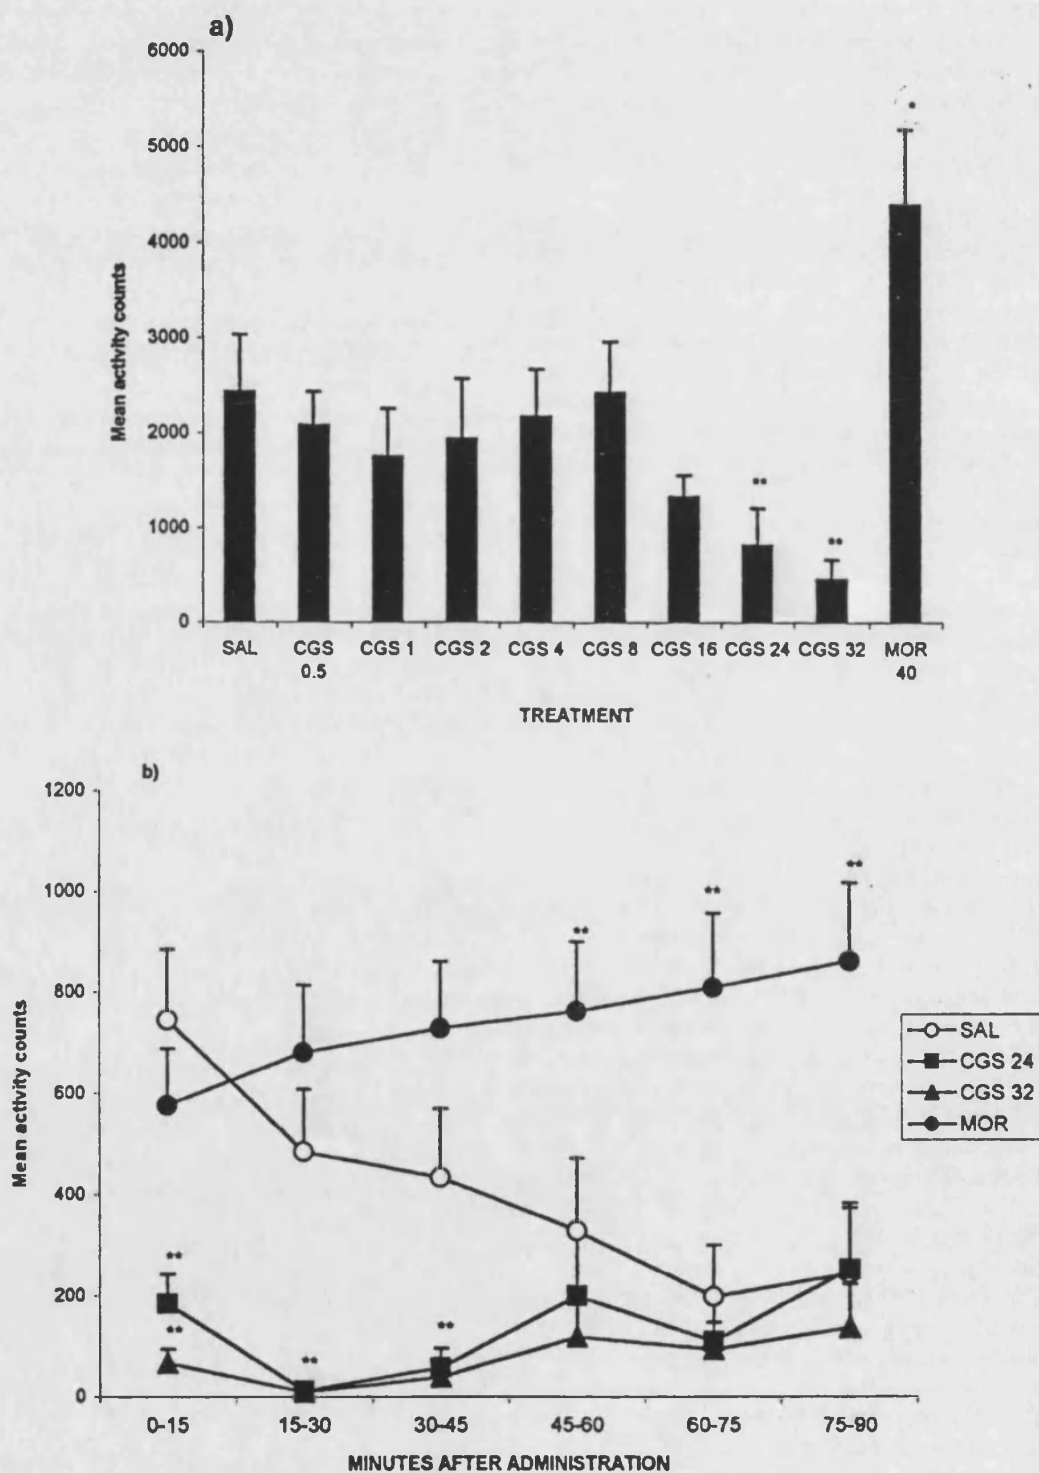 a)
6000
5000
4000
3000
2000
1000
0
Mean activity counts
*
**
**
SAL CGS 0.5 CGS 1 CGS 2 CGS 4 CGS 8 CGS 16 CGS 24 CGS 32 MOR 40
TREATMENT
b)
1200
1000
800
600
400
200
0
Mean activity counts
**
**
**
**
**
**
**
SAL
CGS 24
CGS 32
MOR
0-15 15-30 30-45 45-60 60-75 75-90
MINUTES AFTER ADMINISTRATION